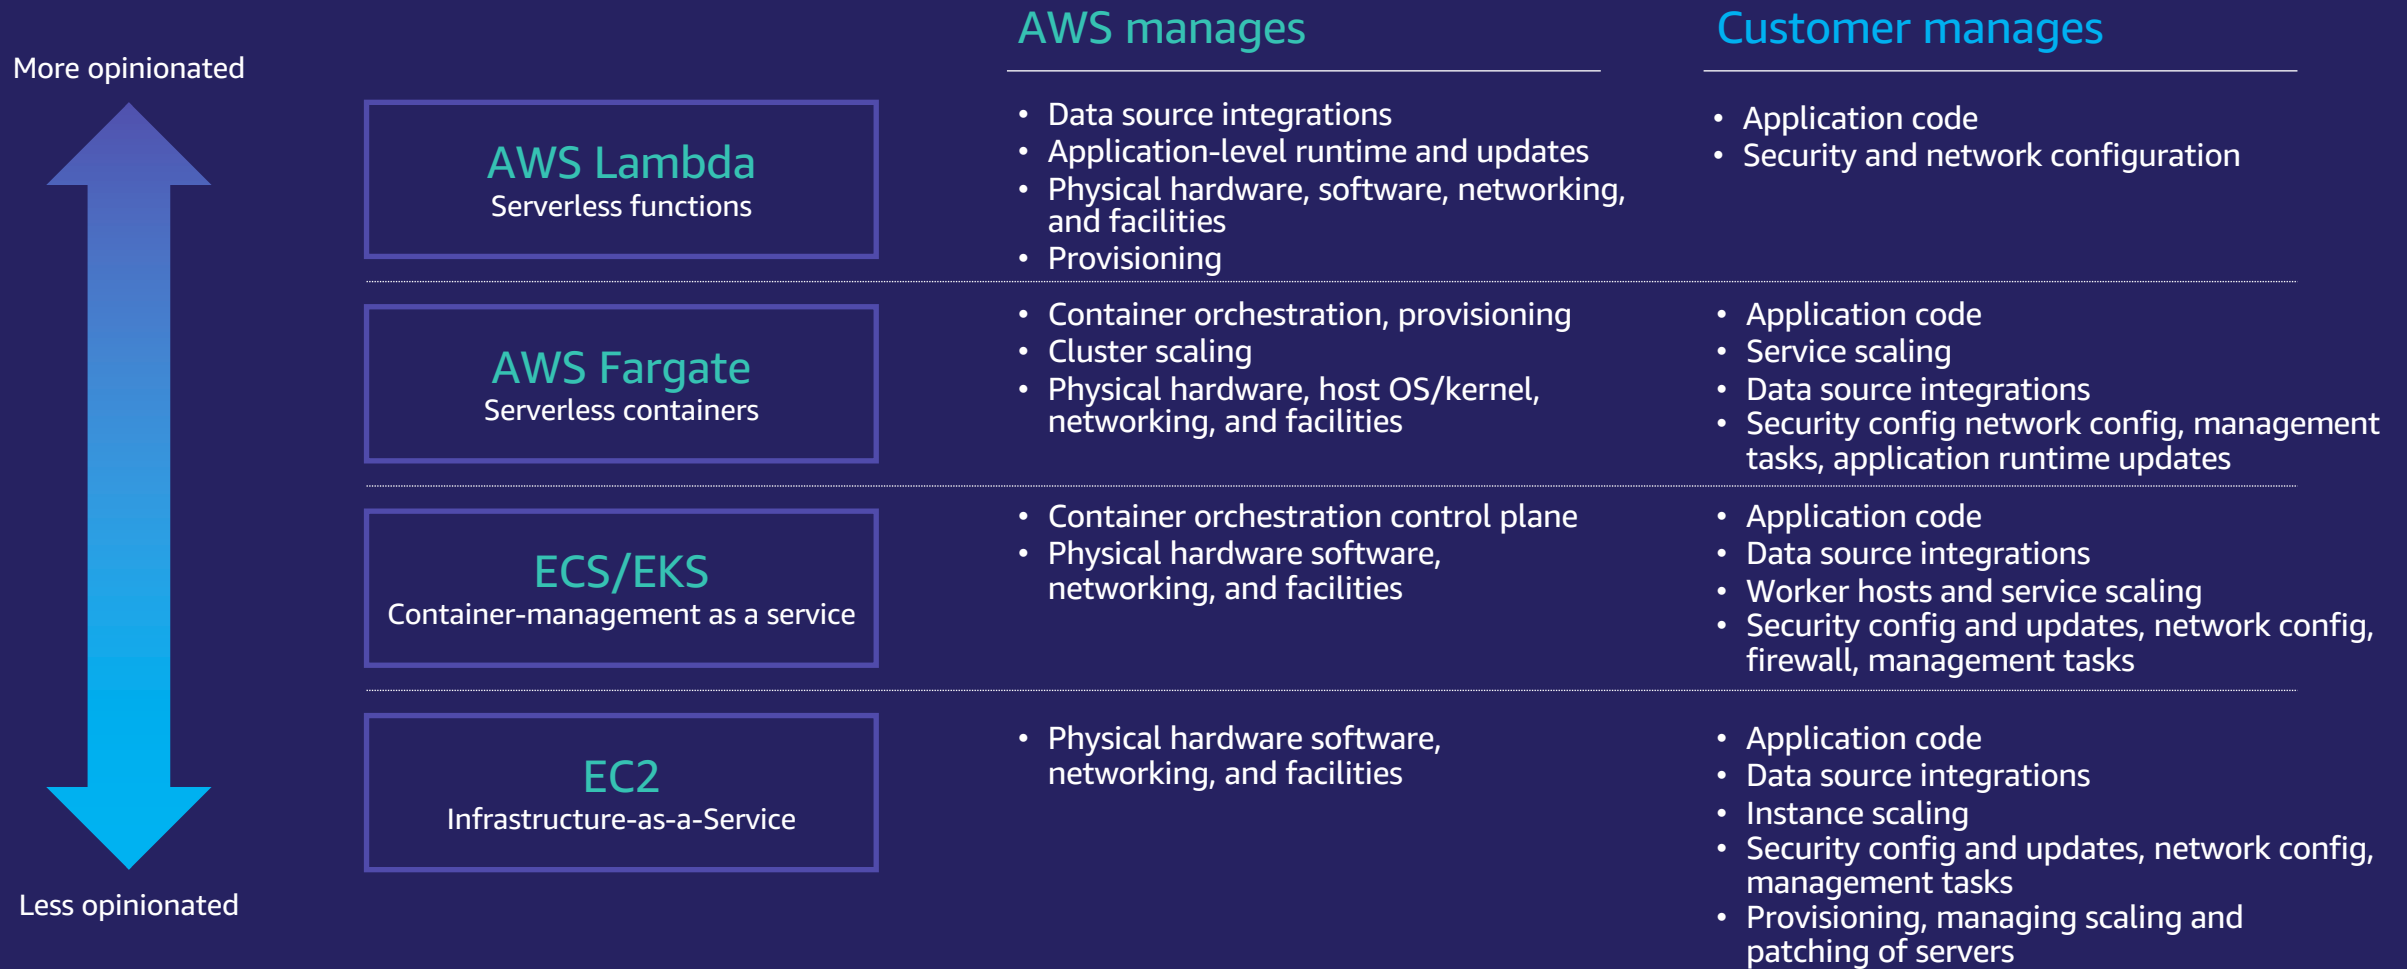 AWS manages
Customer manages
More opinionated
AWS Lambda
Serverless functions
• Data source integrations
• Application-level runtime and updates
• Physical hardware, software, networking,
and facilities
• Provisioning
• Application code
• Security and network configuration
AWS Fargate
Serverless containers
• Container orchestration, provisioning
• Cluster scaling
• Physical hardware, host OS/kernel,
networking, and facilities
• Application code
• Service scaling
• Data source integrations
• Security config network config, management
tasks, application runtime updates
ECS/EKS
Container-management as a service
• Container orchestration control plane
• Physical hardware software,
networking, and facilities
• Application code
• Data source integrations
• Worker hosts and service scaling
• Security config and updates, network config,
firewall, management tasks
EC2
Infrastructure-as-a-Service
• Physical hardware software,
networking, and facilities
• Application code
• Data source integrations
• Instance scaling
• Security config and updates, network config,
management tasks
• Provisioning, managing scaling and
patching of servers
Less opinionated